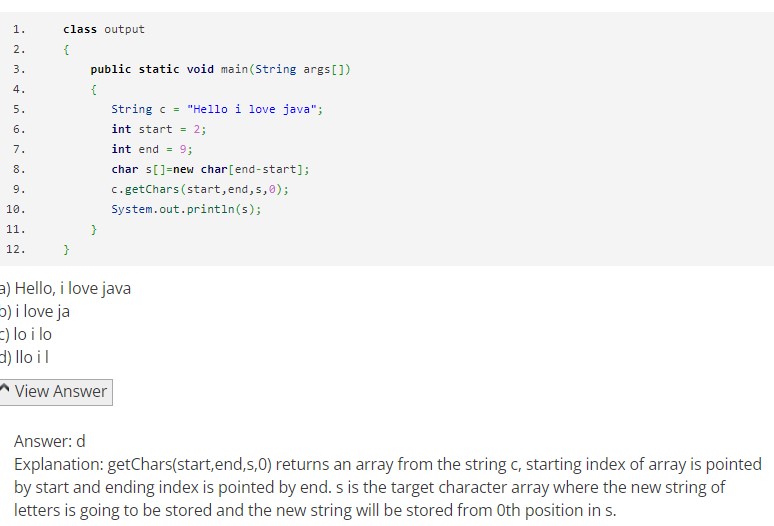 1. class output
2. {
3. public static void main(String args[])
4. {
5. String c = "Hello i love java";
6. int start = 2;
7. int end = 9;
8. char s[]=new char[end-start];
9. c.getChars(start,end,s,0);
10. System.out.println(s);
11. }
12. }
a) Hello, i love java
b) i love ja
c) lo i lo
d) llo i l
View Answer
Answer: d
Explanation: getChars(start,end,s,0) returns an array from the string c, starting index of array is pointed
by start and ending index is pointed by end. s is the target character array where the new string of
letters is going to be stored and the new string will be stored from 0th position in s.